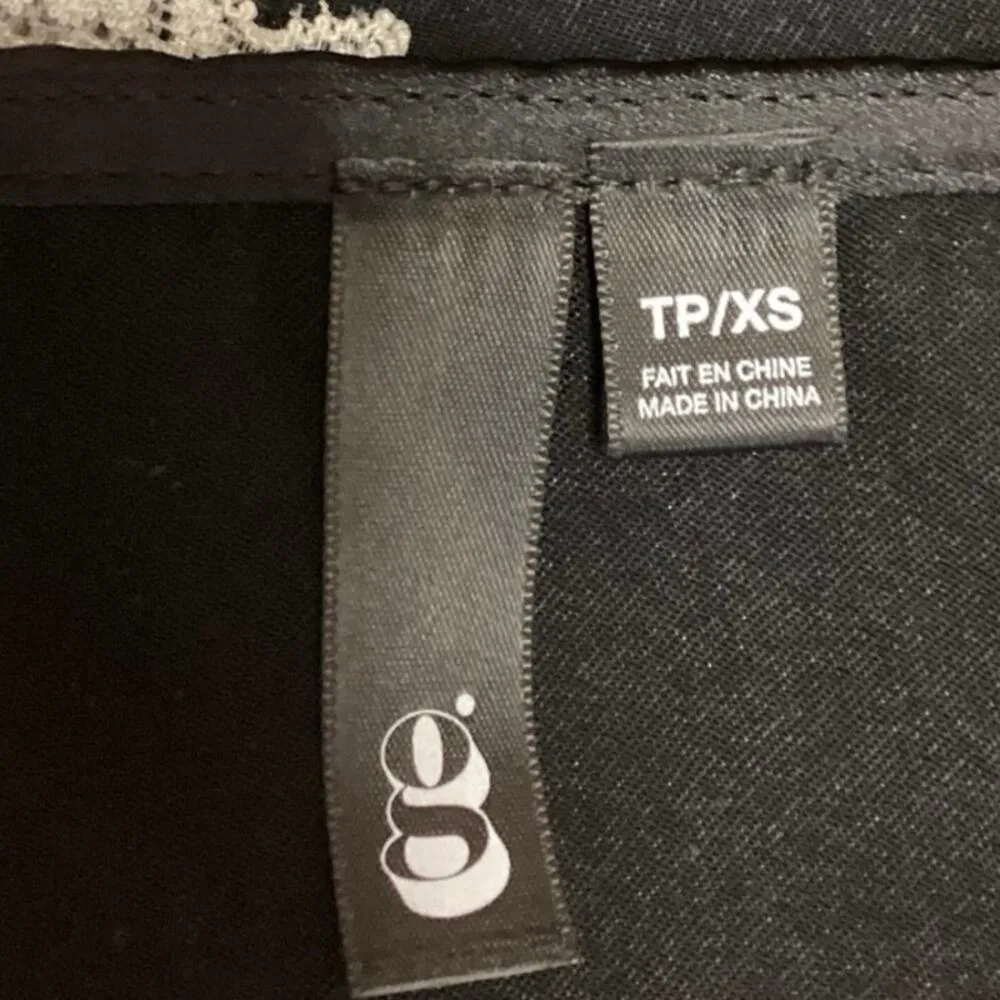 g
TP/XS
FAIT EN CHINE
MADE IN CHINA